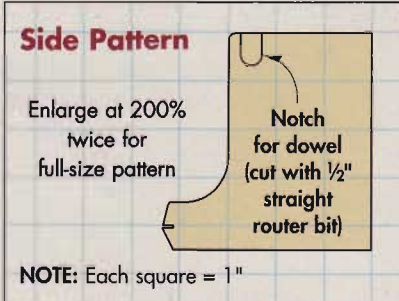 Side Pattern
Enlarge at 200%
twice for
full-size pattern
Notch
for dowel
(cut with ½"
straight
router bit)
NOTE: Each square = 1"